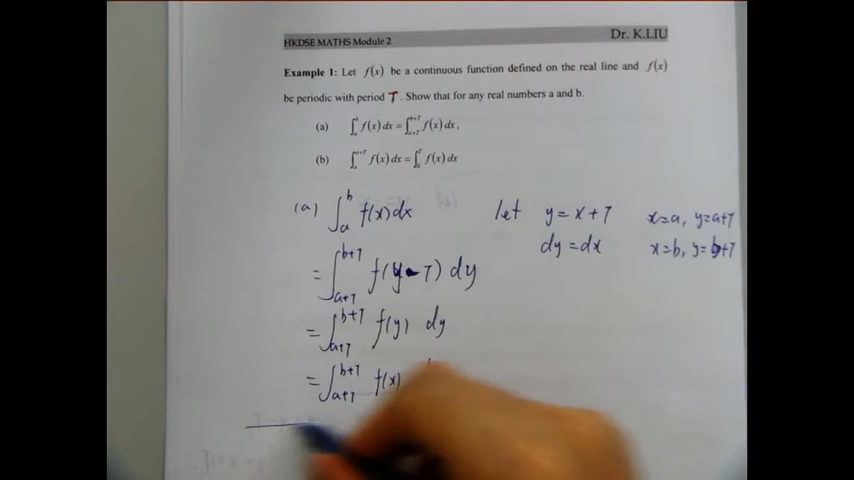 HKDSE MATHS Module 2 Dr. K.LIU
Example 1: Let f(x) be a continuous function defined on the real line and f(x)
be periodic with period T. Show that for any real numbers a and b.
(a) ∫_a^b f(x)dx = ∫_{a+T}^{b+T} f(x)dx,
(b) ∫_a^{a+T} f(x)dx = ∫_0^T f(x)dx
(a) ∫_a^b f(x)dx let y=x+T x=a, y=a+T
dy=dx x=b, y=b+T
= ∫_{a+T}^{b+T} f(y-T) dy
= ∫_{a+T}^{b+T} f(y) dy
= ∫_{a+T}^{b+T} f(x)